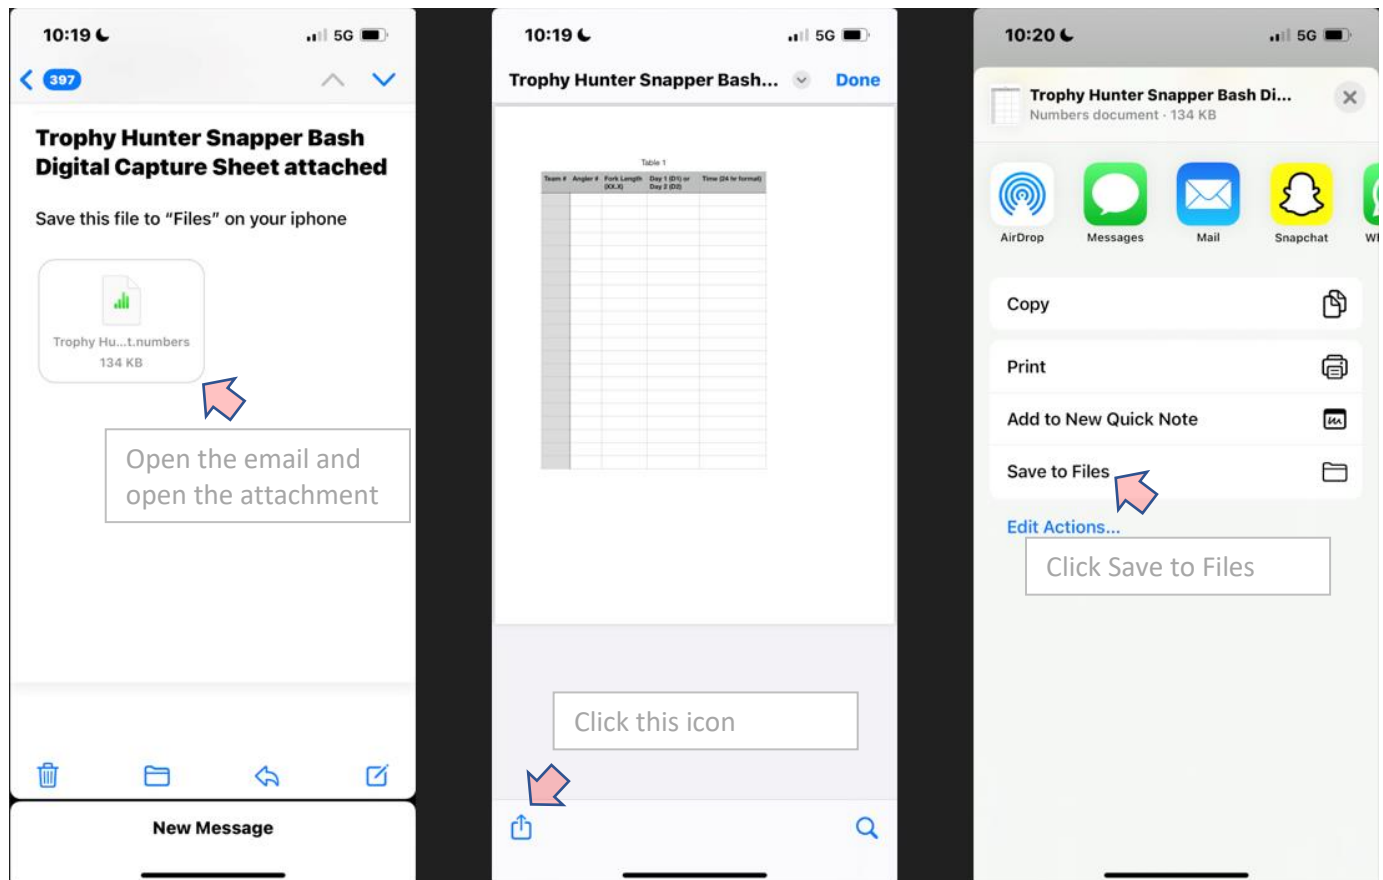 10:19
5G
397
Trophy Hunter Snapper Bash
Digital Capture Sheet attached
Save this file to “Files” on your iphone
Trophy Hu...t.numbers
134 KB
Open the email and
open the attachment
New Message
10:19
5G
Trophy Hunter Snapper Bash...
Done
Table 1
Team # Angler # Fork Length Day 1 (D1) or Time (24 hr format)
(XX.X) Day 2 (D2)
Click this icon
10:20
5G
Trophy Hunter Snapper Bash Di...
Numbers document · 134 KB
AirDrop Messages Mail Snapchat
Copy
Print
Add to New Quick Note
Save to Files
Edit Actions...
Click Save to Files